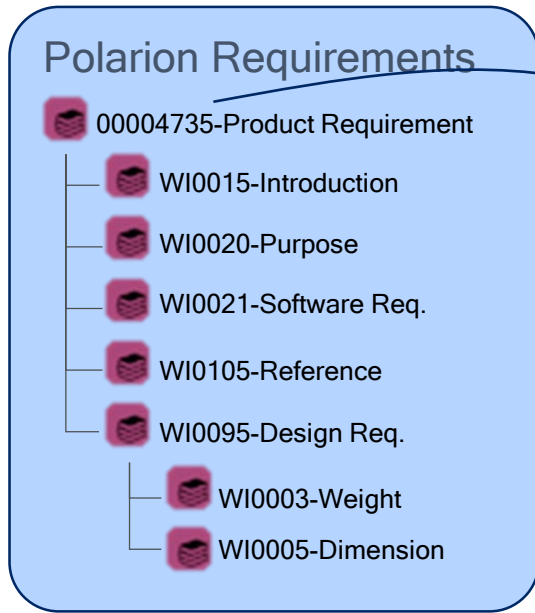 Polarion Requirements
00004735-Product Requirement
WI0015-Introduction
WI0020-Purpose
WI0021-Software Req.
WI0105-Reference
WI0095-Design Req.
WI0003-Weight
WI0005-Dimension